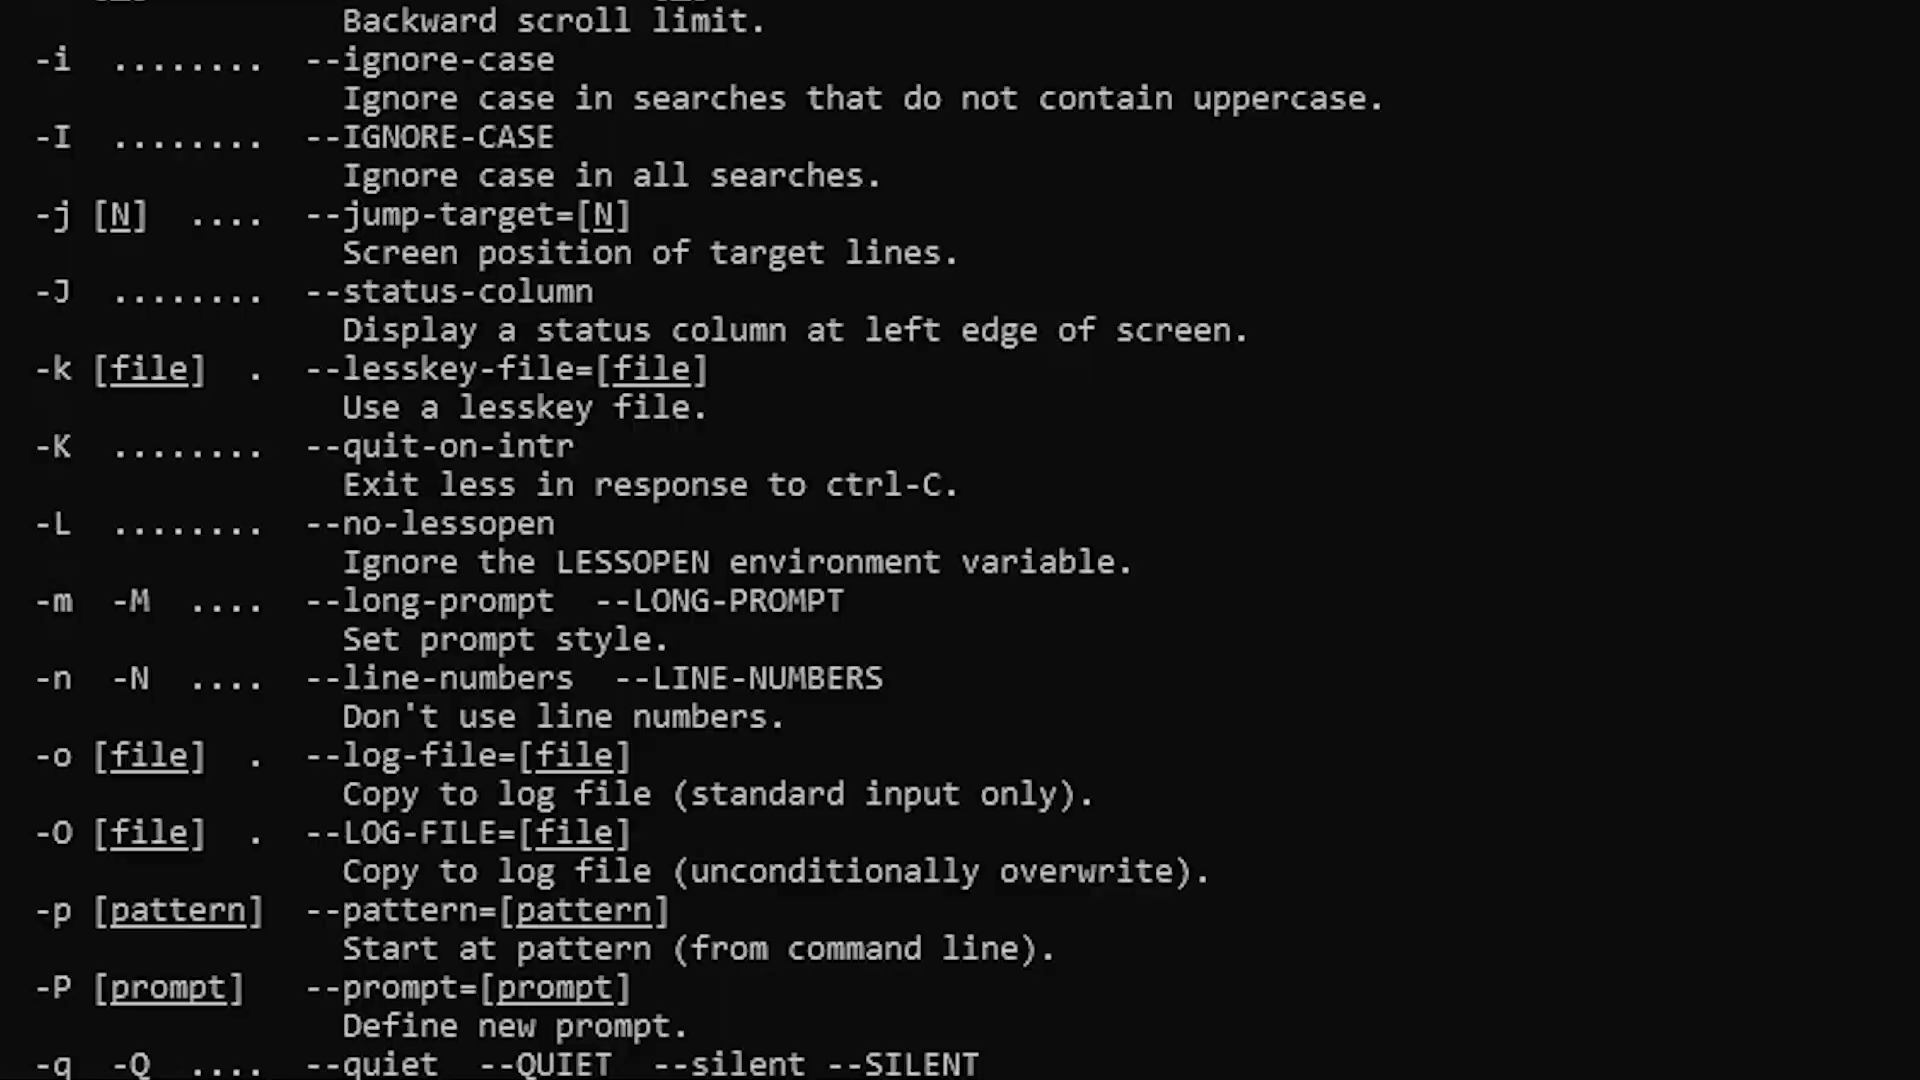 Backward scroll limit.
-i ........ --ignore-case
Ignore case in searches that do not contain uppercase.
-I ........ --IGNORE-CASE
Ignore case in all searches.
-j [N] .... --jump-target=[N]
Screen position of target lines.
-J ........ --status-column
Display a status column at left edge of screen.
-k [file] . --lesskey-file=[file]
Use a lesskey file.
-K ........ --quit-on-intr
Exit less in response to ctrl-C.
-L ........ --no-lessopen
Ignore the LESSOPEN environment variable.
-m -M .... --long-prompt --LONG-PROMPT
Set prompt style.
-n -N .... --line-numbers --LINE-NUMBERS
Don't use line numbers.
-o [file] . --log-file=[file]
Copy to log file (standard input only).
-O [file] . --LOG-FILE=[file]
Copy to log file (unconditionally overwrite).
-p [pattern] --pattern=[pattern]
Start at pattern (from command line).
-P [prompt] --prompt=[prompt]
Define new prompt.
-q -Q .... --quiet --QUIET --silent --SILENT